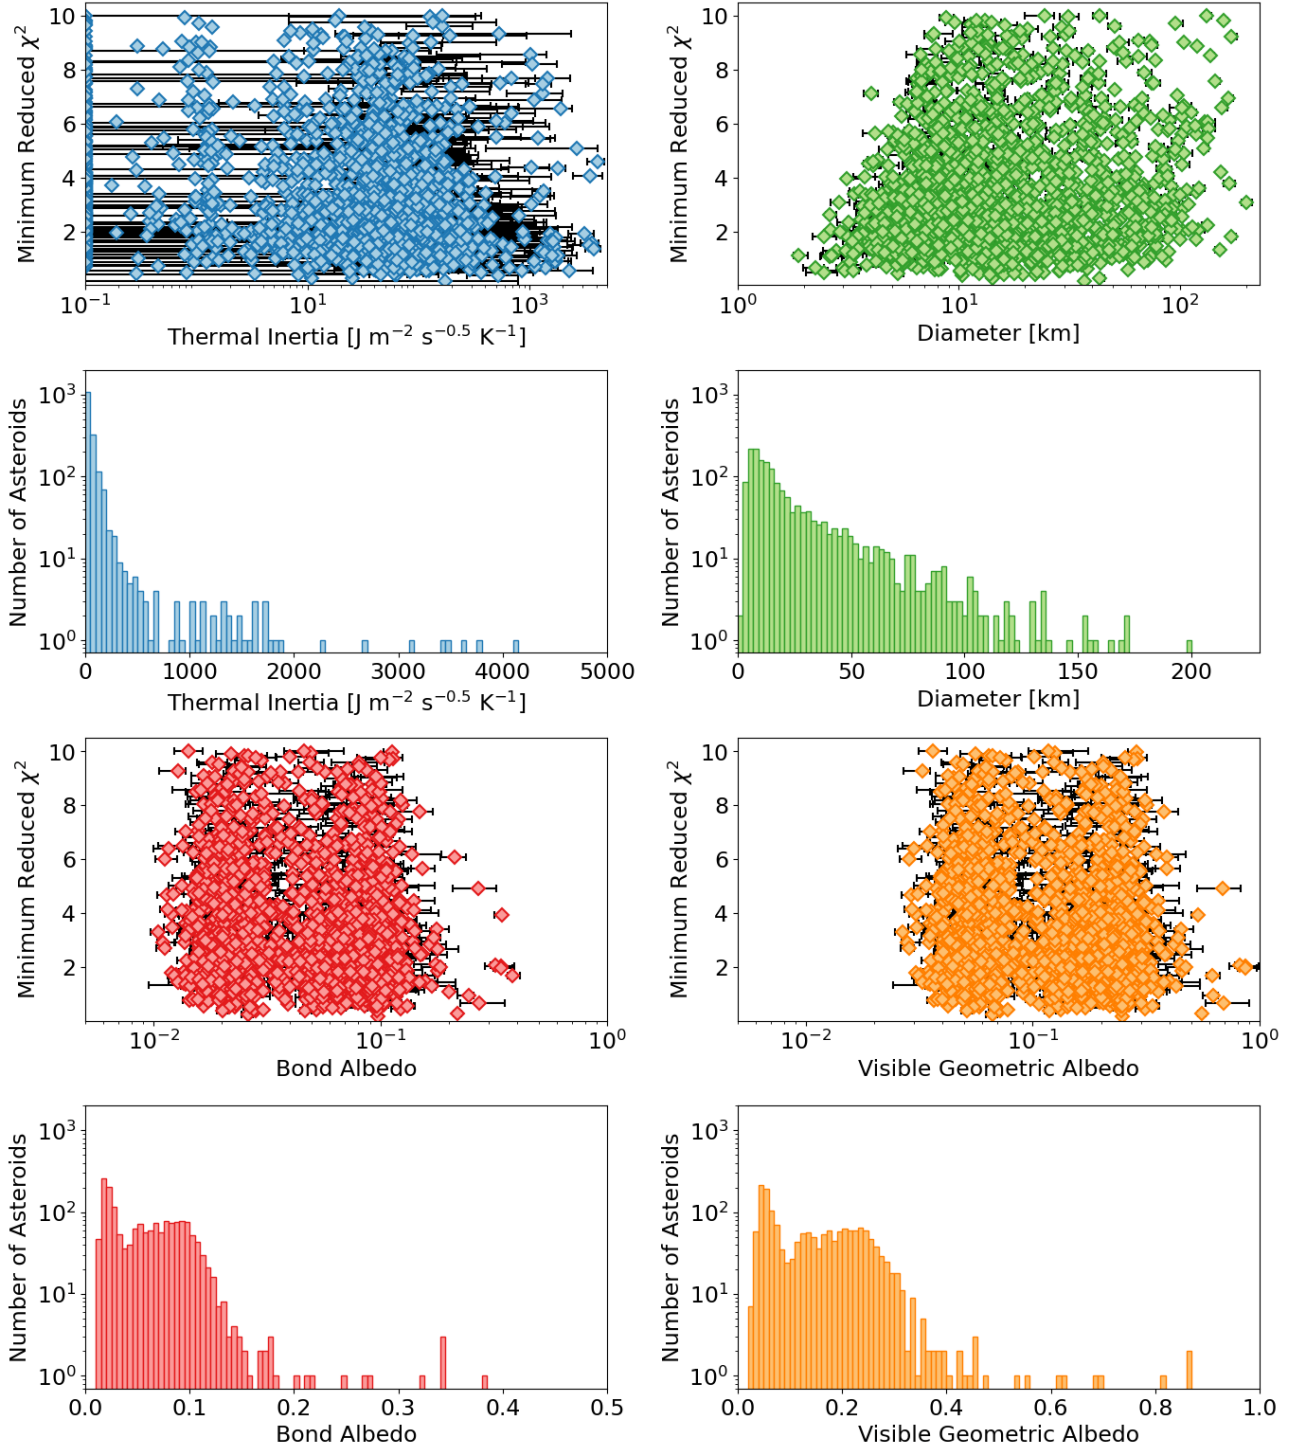 10
8
6
4
2
Minimum Reduced χ²
10⁻¹ 10¹ 10³
Thermal Inertia [J m⁻² s⁻⁰·⁵ K⁻¹]
10
8
6
4
2
Minimum Reduced χ²
10⁰ 10¹ 10²
Diameter [km]
10³
10²
10¹
10⁰
Number of Asteroids
0 1000 2000 3000 4000 5000
Thermal Inertia [J m⁻² s⁻⁰·⁵ K⁻¹]
10³
10²
10¹
10⁰
Number of Asteroids
0 50 100 150 200
Diameter [km]
10
8
6
4
2
Minimum Reduced χ²
10⁻² 10⁻¹ 10⁰
Bond Albedo
10
8
6
4
2
Minimum Reduced χ²
10⁻² 10⁻¹ 10⁰
Visible Geometric Albedo
10³
10²
10¹
10⁰
Number of Asteroids
0.0 0.1 0.2 0.3 0.4 0.5
Bond Albedo
10³
10²
10¹
10⁰
Number of Asteroids
0.0 0.2 0.4 0.6 0.8 1.0
Visible Geometric Albedo